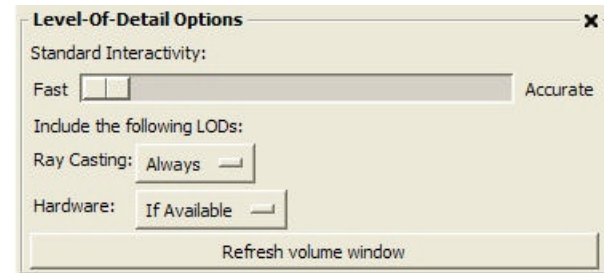 Level-Of-Detail Options
Standard Interactivity:
Fast Accurate
Include the following LODs:
Ray Casting: Always
Hardware: If Available
Refresh volume window